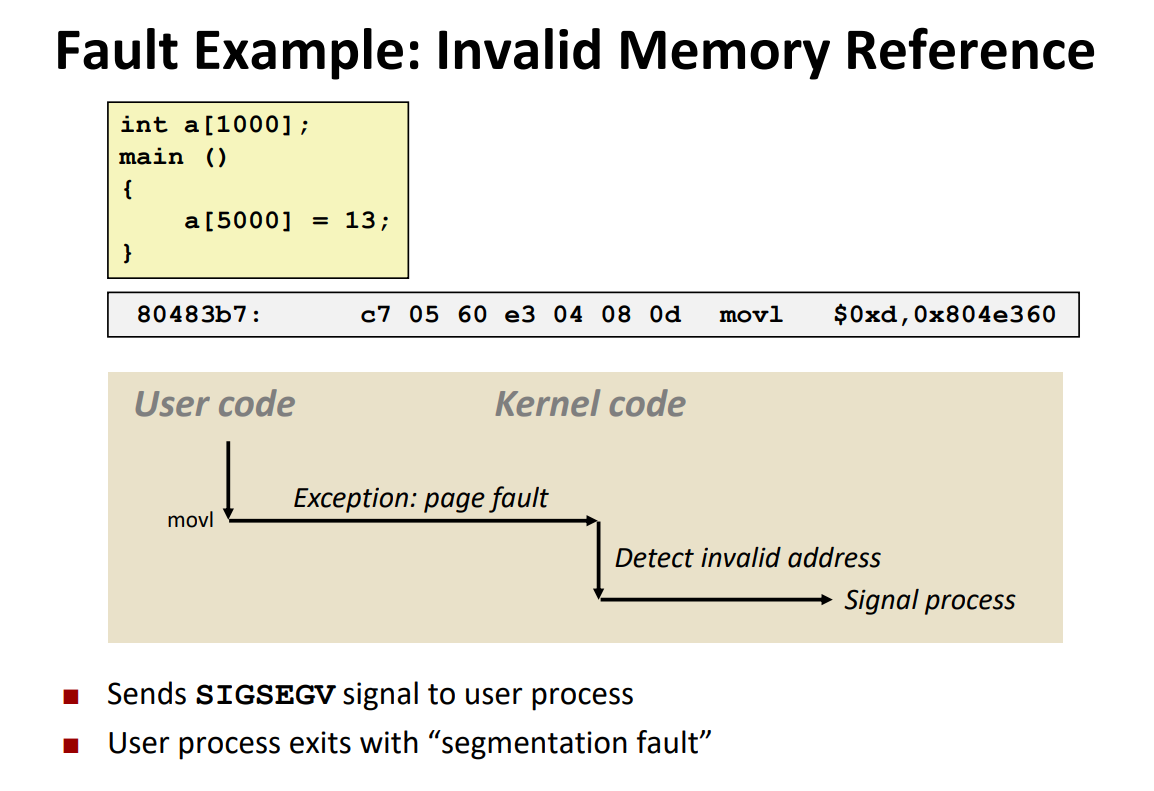 Fault Example: Invalid Memory Reference
int a[1000];
main ()
{
    a[5000] = 13;
}
80483b7:      c7 05 60 e3 04 08 0d   movl   $0xd,0x804e360
User code   Kernel code
Exception: page fault
movl
Detect invalid address
Signal process
Sends SIGSEGV signal to user process
User process exits with “segmentation fault”